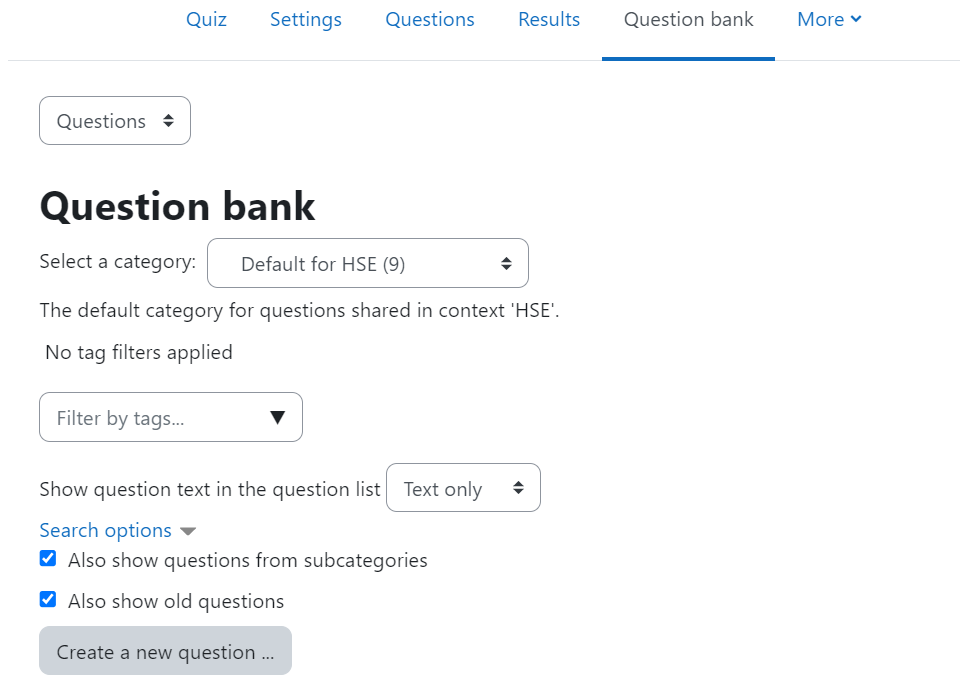 Quiz Settings Questions Results Question bank More
Questions
Question bank
Select a category: Default for HSE (9)
The default category for questions shared in context 'HSE'.
No tag filters applied
Filter by tags...
Show question text in the question list Text only
Search options
Also show questions from subcategories
Also show old questions
Create a new question ...